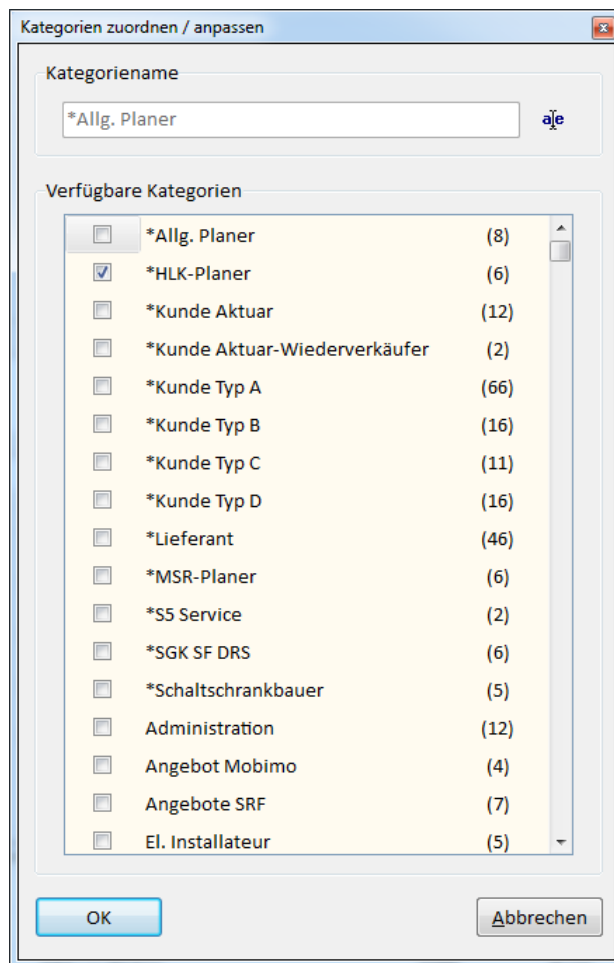 Kategorien zuordnen / anpassen
Kategoriename
*Allg. Planer
a|e
Verfügbare Kategorien
*Allg. Planer (8)
*HLK-Planer (6)
*Kunde Aktuar (12)
*Kunde Aktuar-Wiederverkäufer (2)
*Kunde Typ A (66)
*Kunde Typ B (16)
*Kunde Typ C (11)
*Kunde Typ D (16)
*Lieferant (46)
*MSR-Planer (6)
*S5 Service (2)
*SGK SF DRS (6)
*Schaltschrankbauer (5)
Administration (12)
Angebot Mobimo (4)
Angebote SRF (7)
El. Installateur (5)
OK Abbrechen